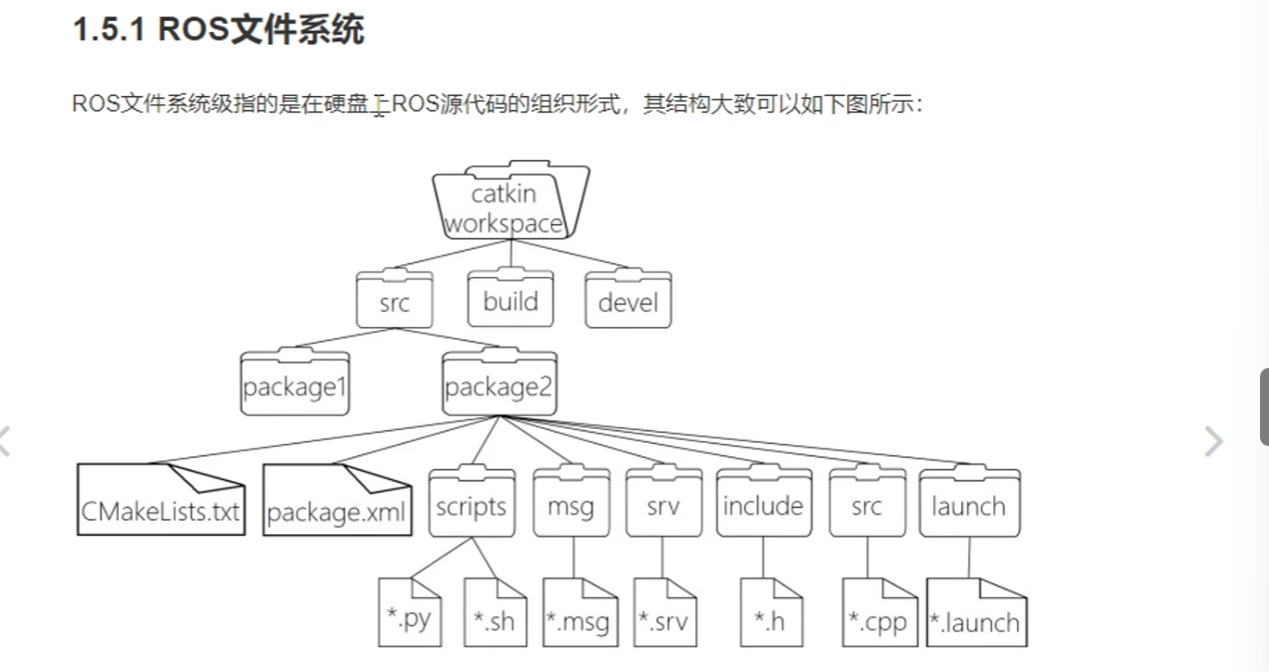 1.5.1 ROS文件系统
ROS文件系统级指的是在硬盘上ROS源代码的组织形式，其结构大致可以如下图所示：
catkin
workspace
src
build
devel
package1
package2
CMakeLists.txt
package.xml
scripts
msg
srv
include
src
launch
*.py
*.sh
*.msg
*.srv
*.h
*.cpp
*.launch